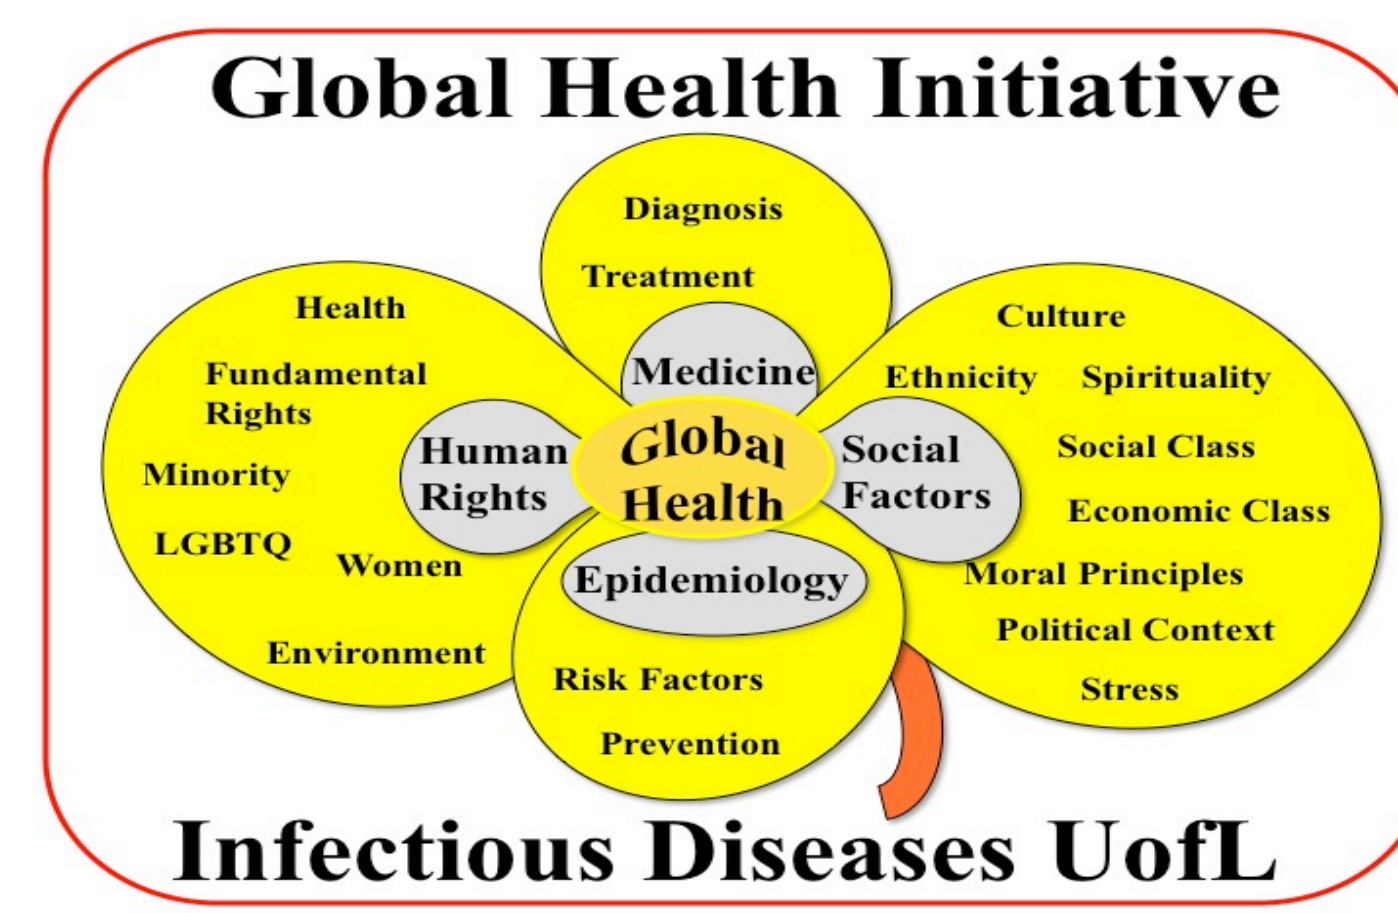 Global Health Initiative
Diagnosis
Treatment
Medicine
Health
Fundamental
Rights
Minority
LGBTQ
Women
Environment
Human
Rights
Global
Health
Social
Factors
Culture
Ethnicity
Spirituality
Social Class
Economic Class
Moral Principles
Political Context
Stress
Epidemiology
Risk Factors
Prevention
Infectious Diseases UofL